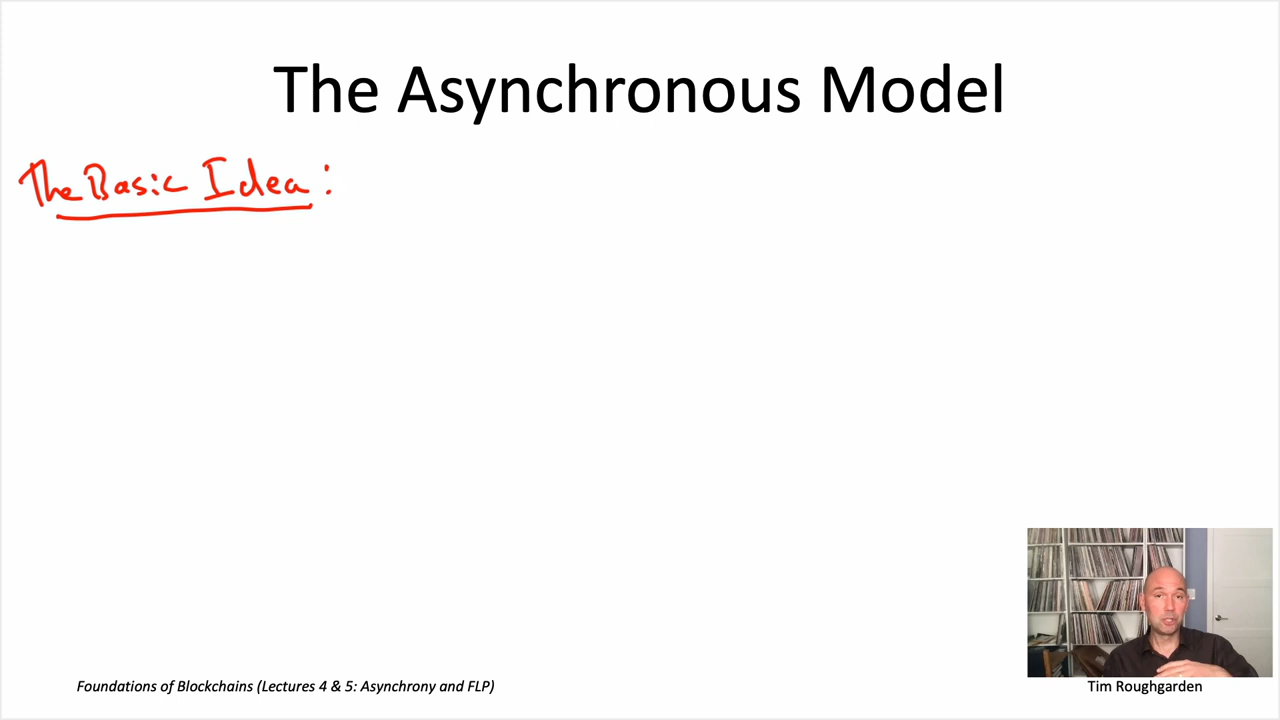 The Asynchronous Model
The Basic Idea:
Foundations of Blockchains (Lectures 4 & 5: Asynchrony and FLP)
Tim Roughgarden